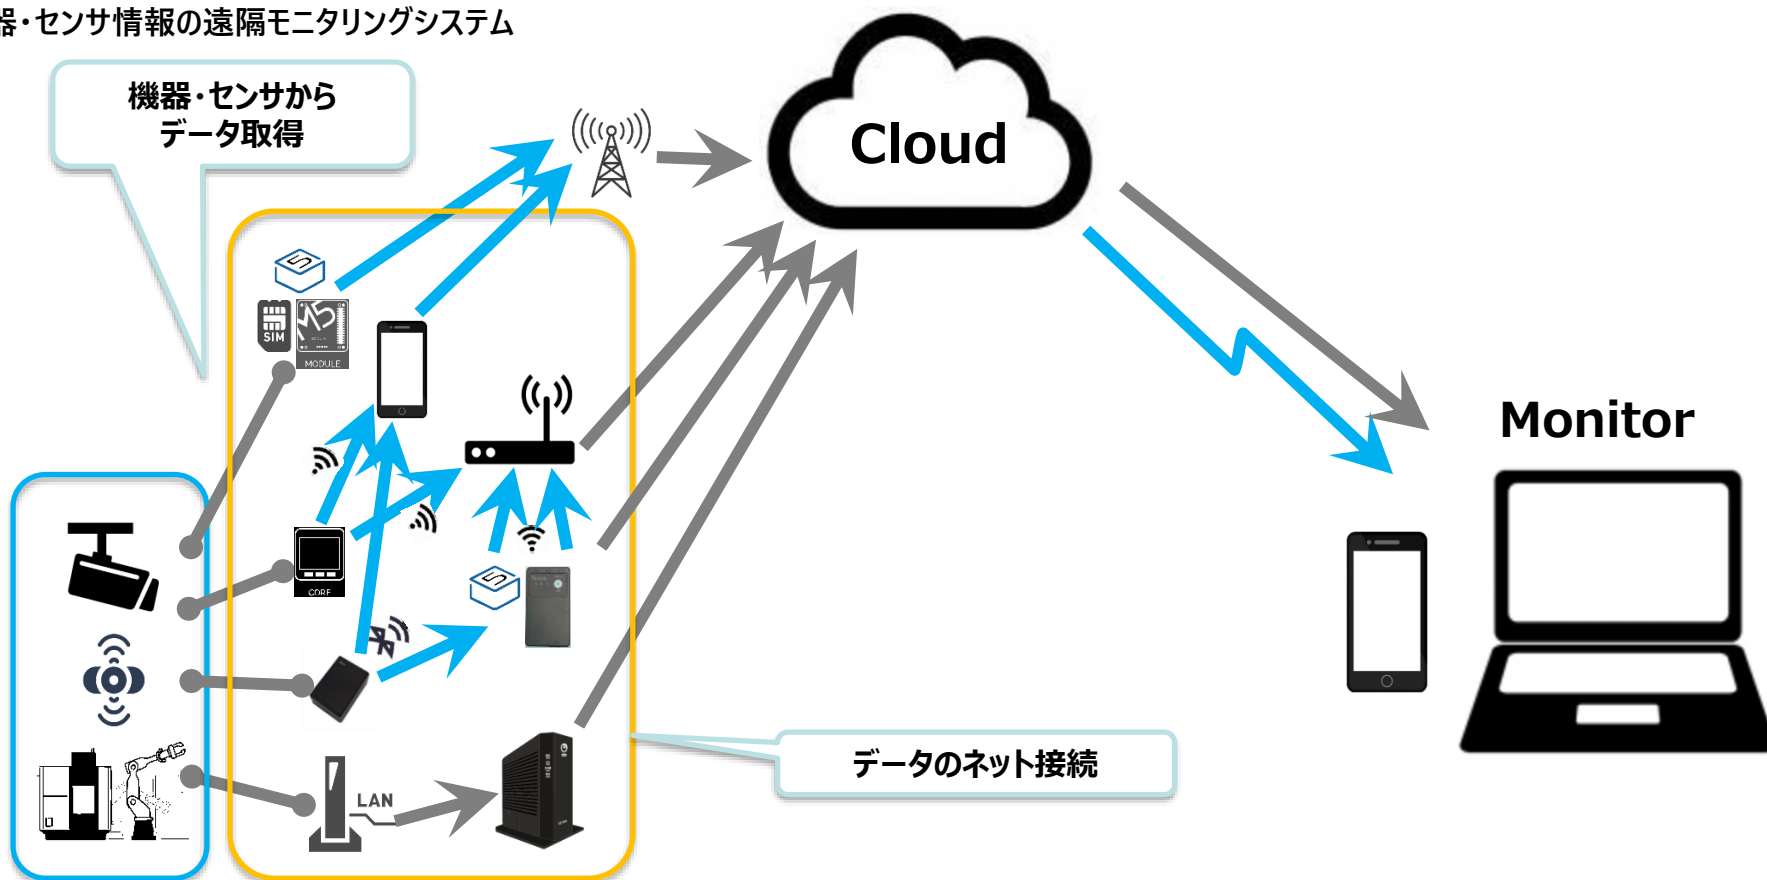 器・センサ情報の遠隔モニタリングシステム
機器・センサから
データ取得
Cloud
SIM
M5
MODULE
Monitor
CORE
データのネット接続
LAN